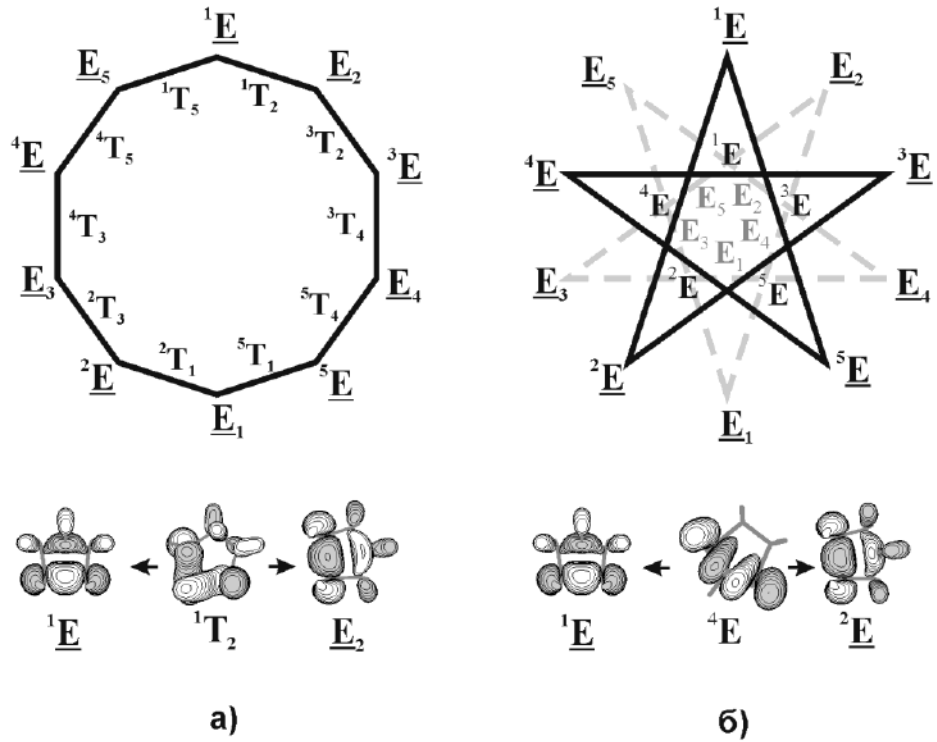 ¹E ¹E
E₅ E₂ E₅ E₂
¹T₅ ¹T₂
⁴T₅ ³T₂
⁴E ³E ⁴E ¹E ³E
⁴E E₅ E₂ ³E
⁴T₃ ³T₄ E₃ E₄
E₁
E₃ E₄ E₃ ²E ⁵E E₄
²T₃ ⁵T₄
²T₁ ⁵T₁
²E ⁵E ²E ⁵E
E₁ E₁
¹E ¹T₂ E₂ ¹E ⁴E ²E
а) б)